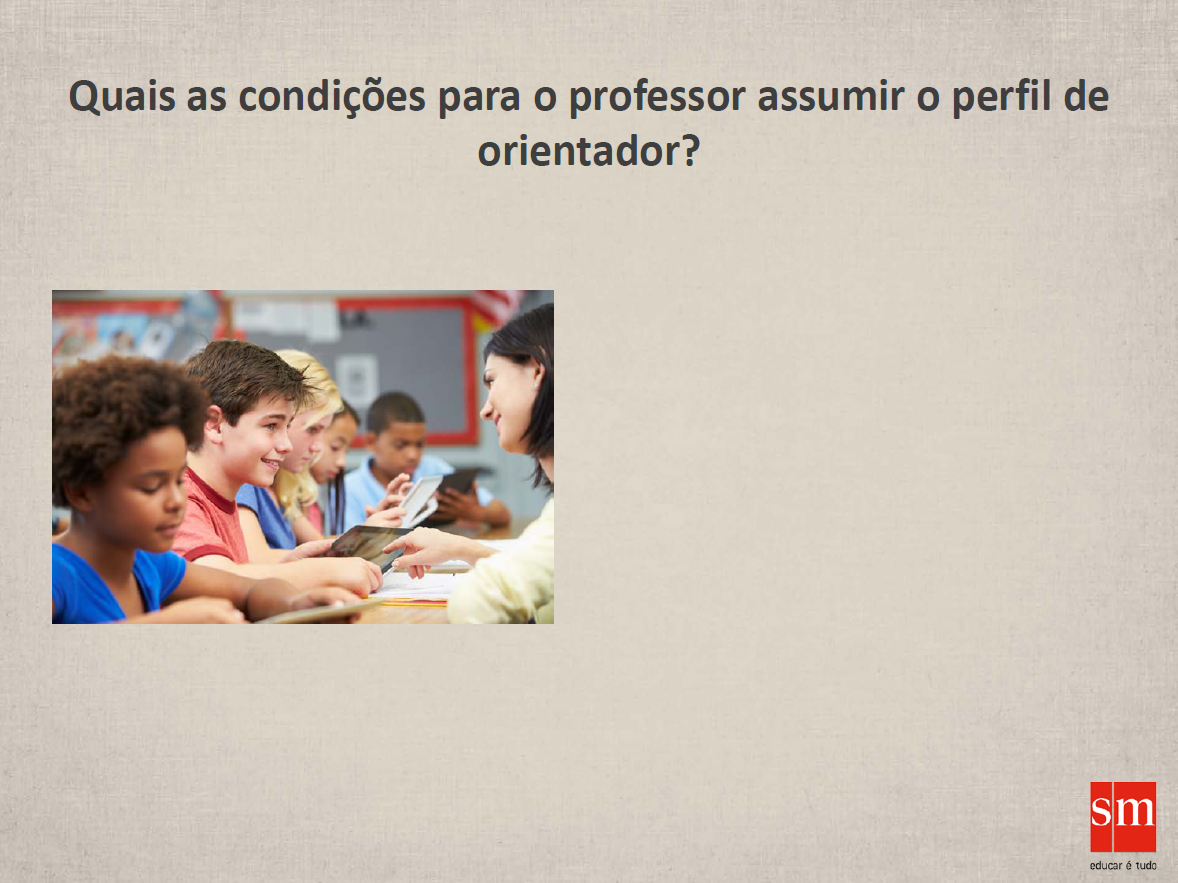 Quais as condições para o professor assumir o perfil de
orientador?
sm
educar é tudo